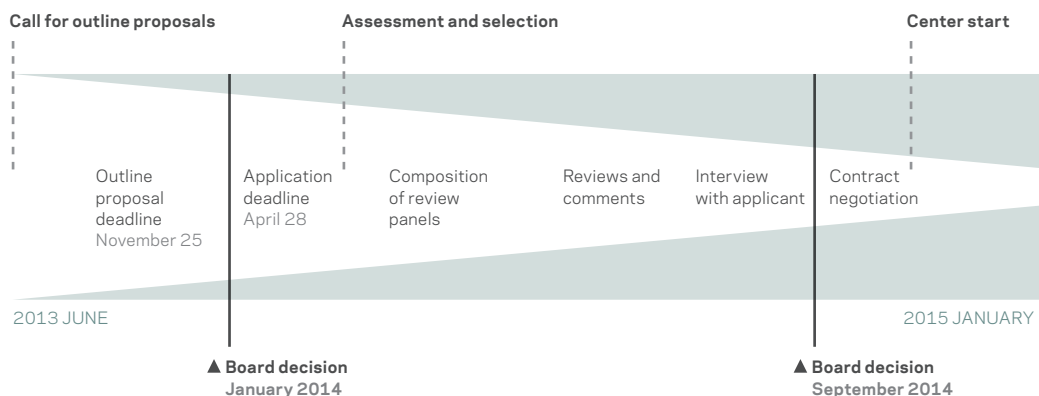 Call for outline proposals
Assessment and selection
Center start
Outline
proposal
deadline
November 25
Application
deadline
April 28
Composition
of review
panels
Reviews and
comments
Interview
with applicant
Contract
negotiation
2013 JUNE
2015 JANUARY
▲ Board decision
January 2014
▲ Board decision
September 2014